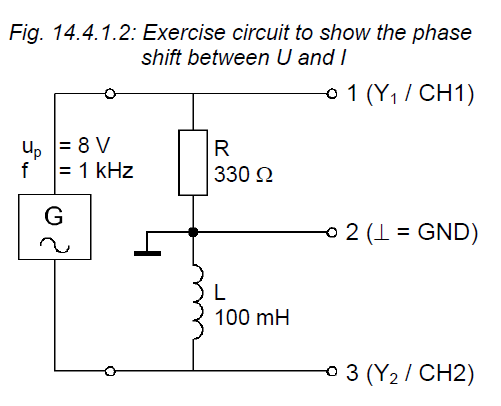 Fig. 14.4.1.2: Exercise circuit to show the phase
shift between U and I
1 (Y₁ / CH1)
uₚ = 8 V
f = 1 kHz
R
330 Ω
G
2 (⊥ = GND)
L
100 mH
3 (Y₂ / CH2)